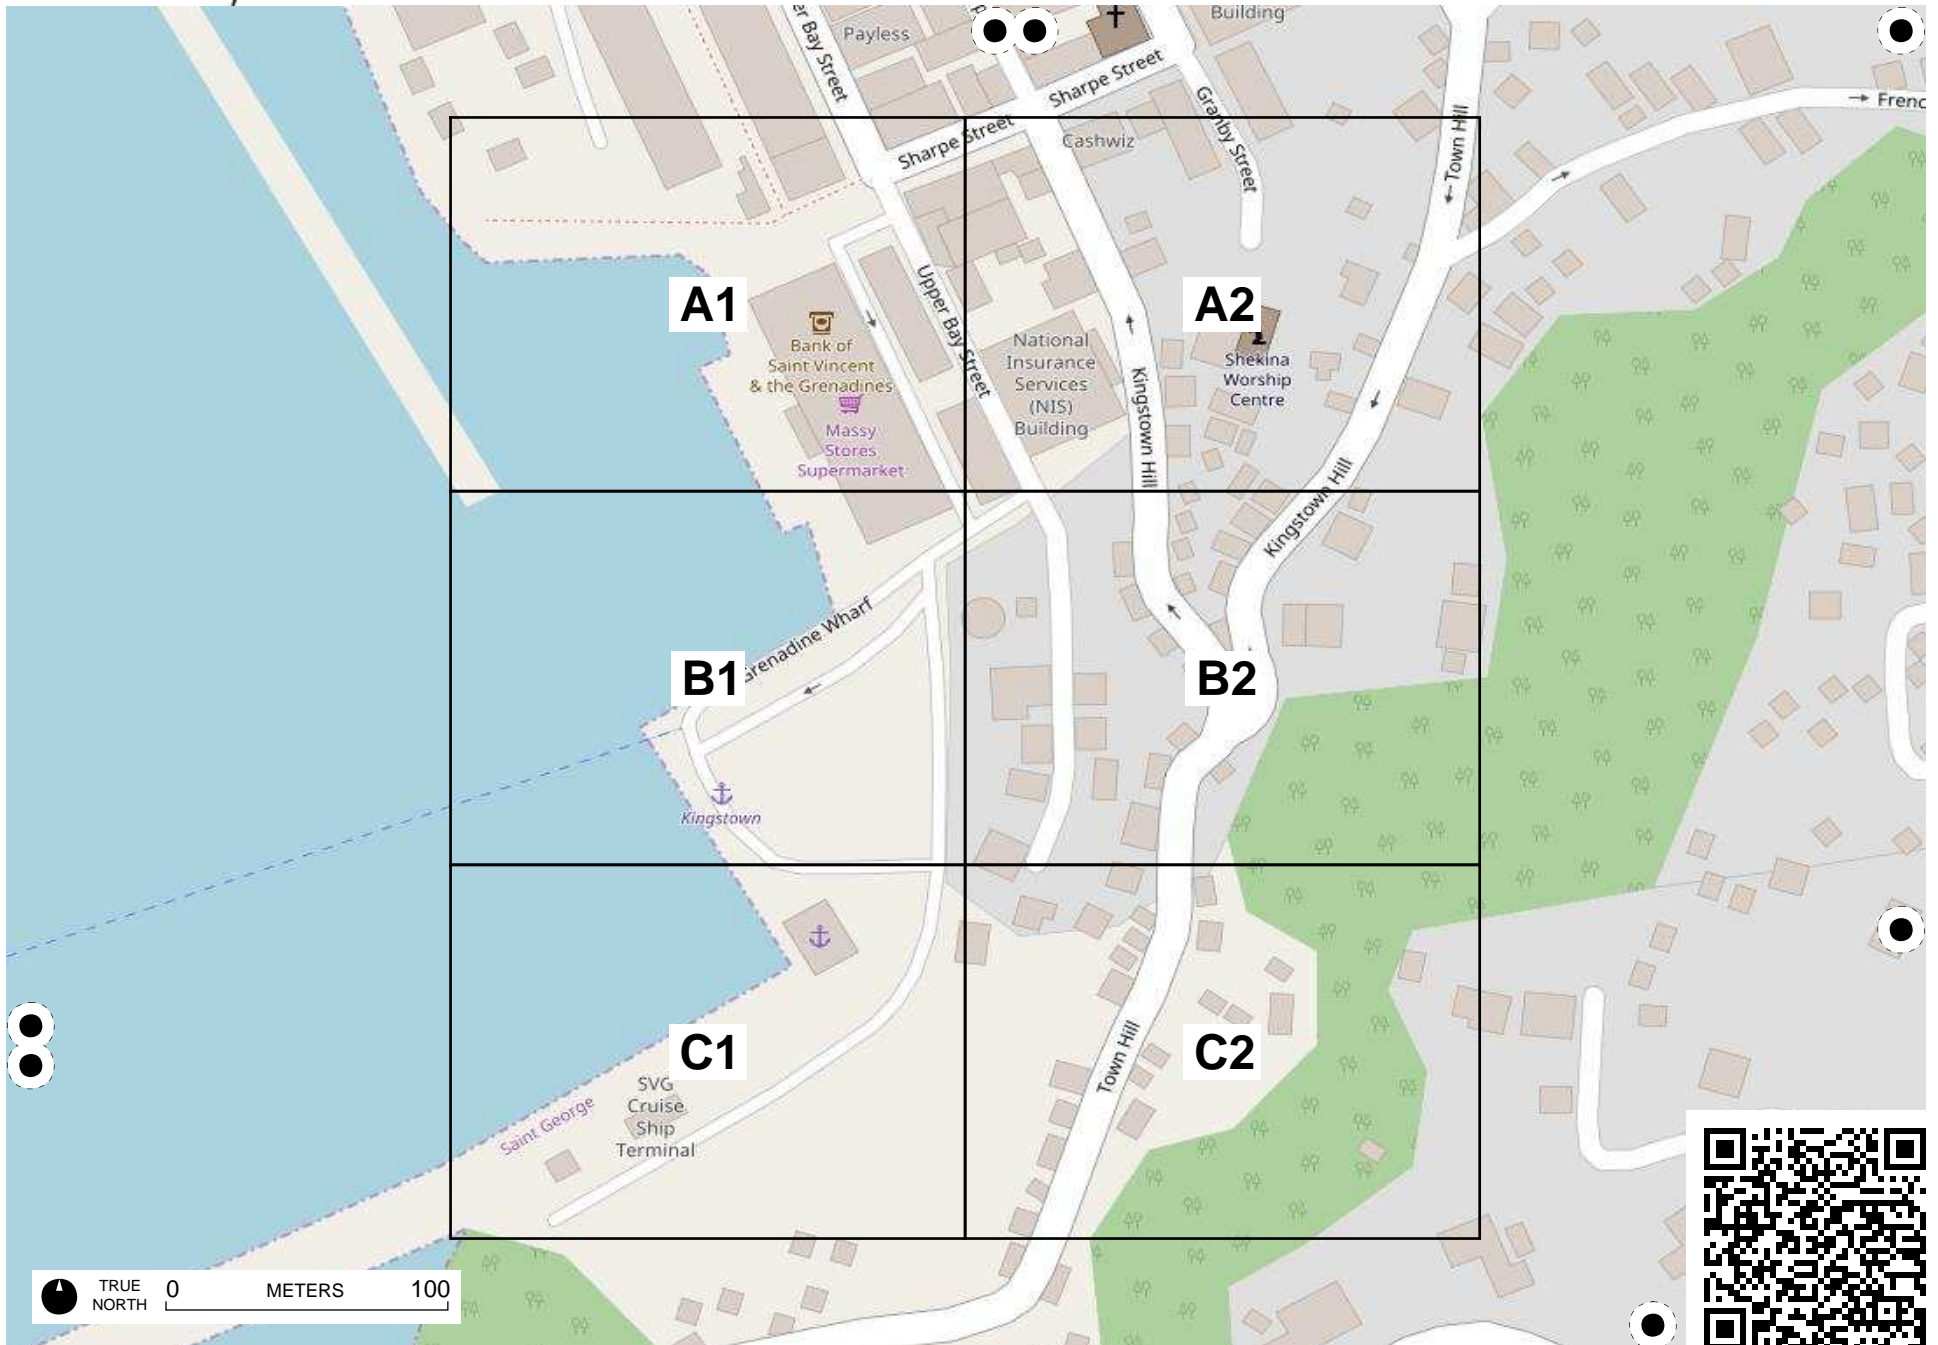 Payless
Building
er Bay Street
Sharpe Street
Granby Street
Town Hill
Frenc
Sharpe Street
Cashwiz
A1
A2
Upper Bay Street
Bank of
Saint Vincent
& the Grenadines
Massy
Stores
Supermarket
National
Insurance
Services
(NIS)
Building
Kingstown Hill
Shekina
Worship
Centre
Kingstown Hill
Grenadine Wharf
B1
B2
Kingstown
C1
C2
Town Hill
SVG
Cruise
Ship
Terminal
Saint George
TRUE
NORTH
0 METERS 100